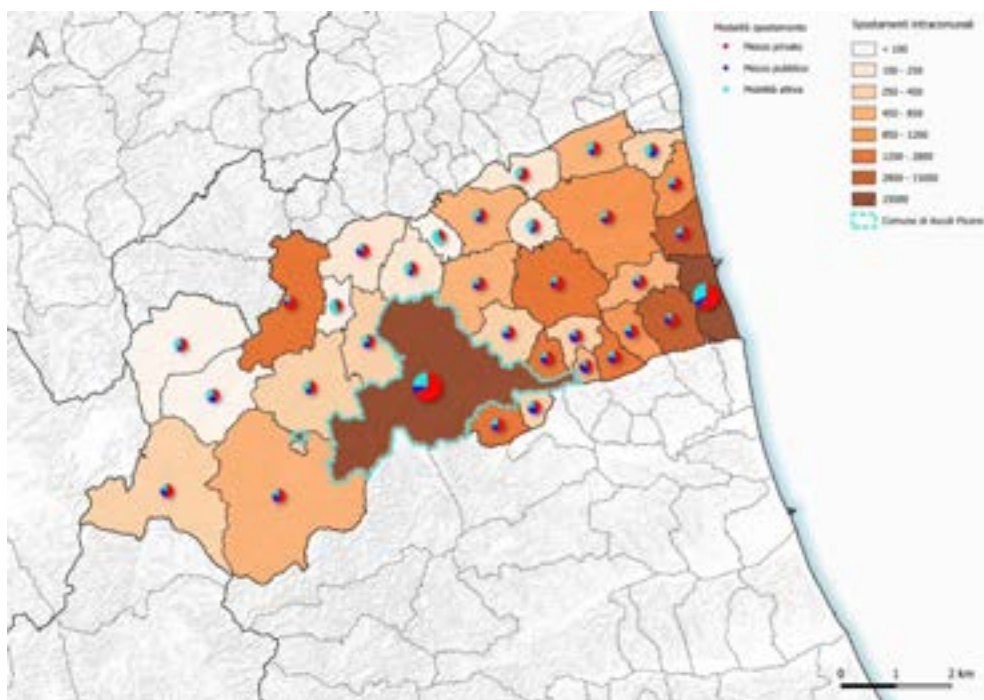 Modalità spostamento
Mezzo privato
Mezzo pubblico
Mobilità attiva
Spostamenti intracomunali
< 100
100 - 250
250 - 400
400 - 850
850 - 1200
1200 - 2800
2800 - 15000
15000
Comune di Ascoli Piceno
0 1 2 km